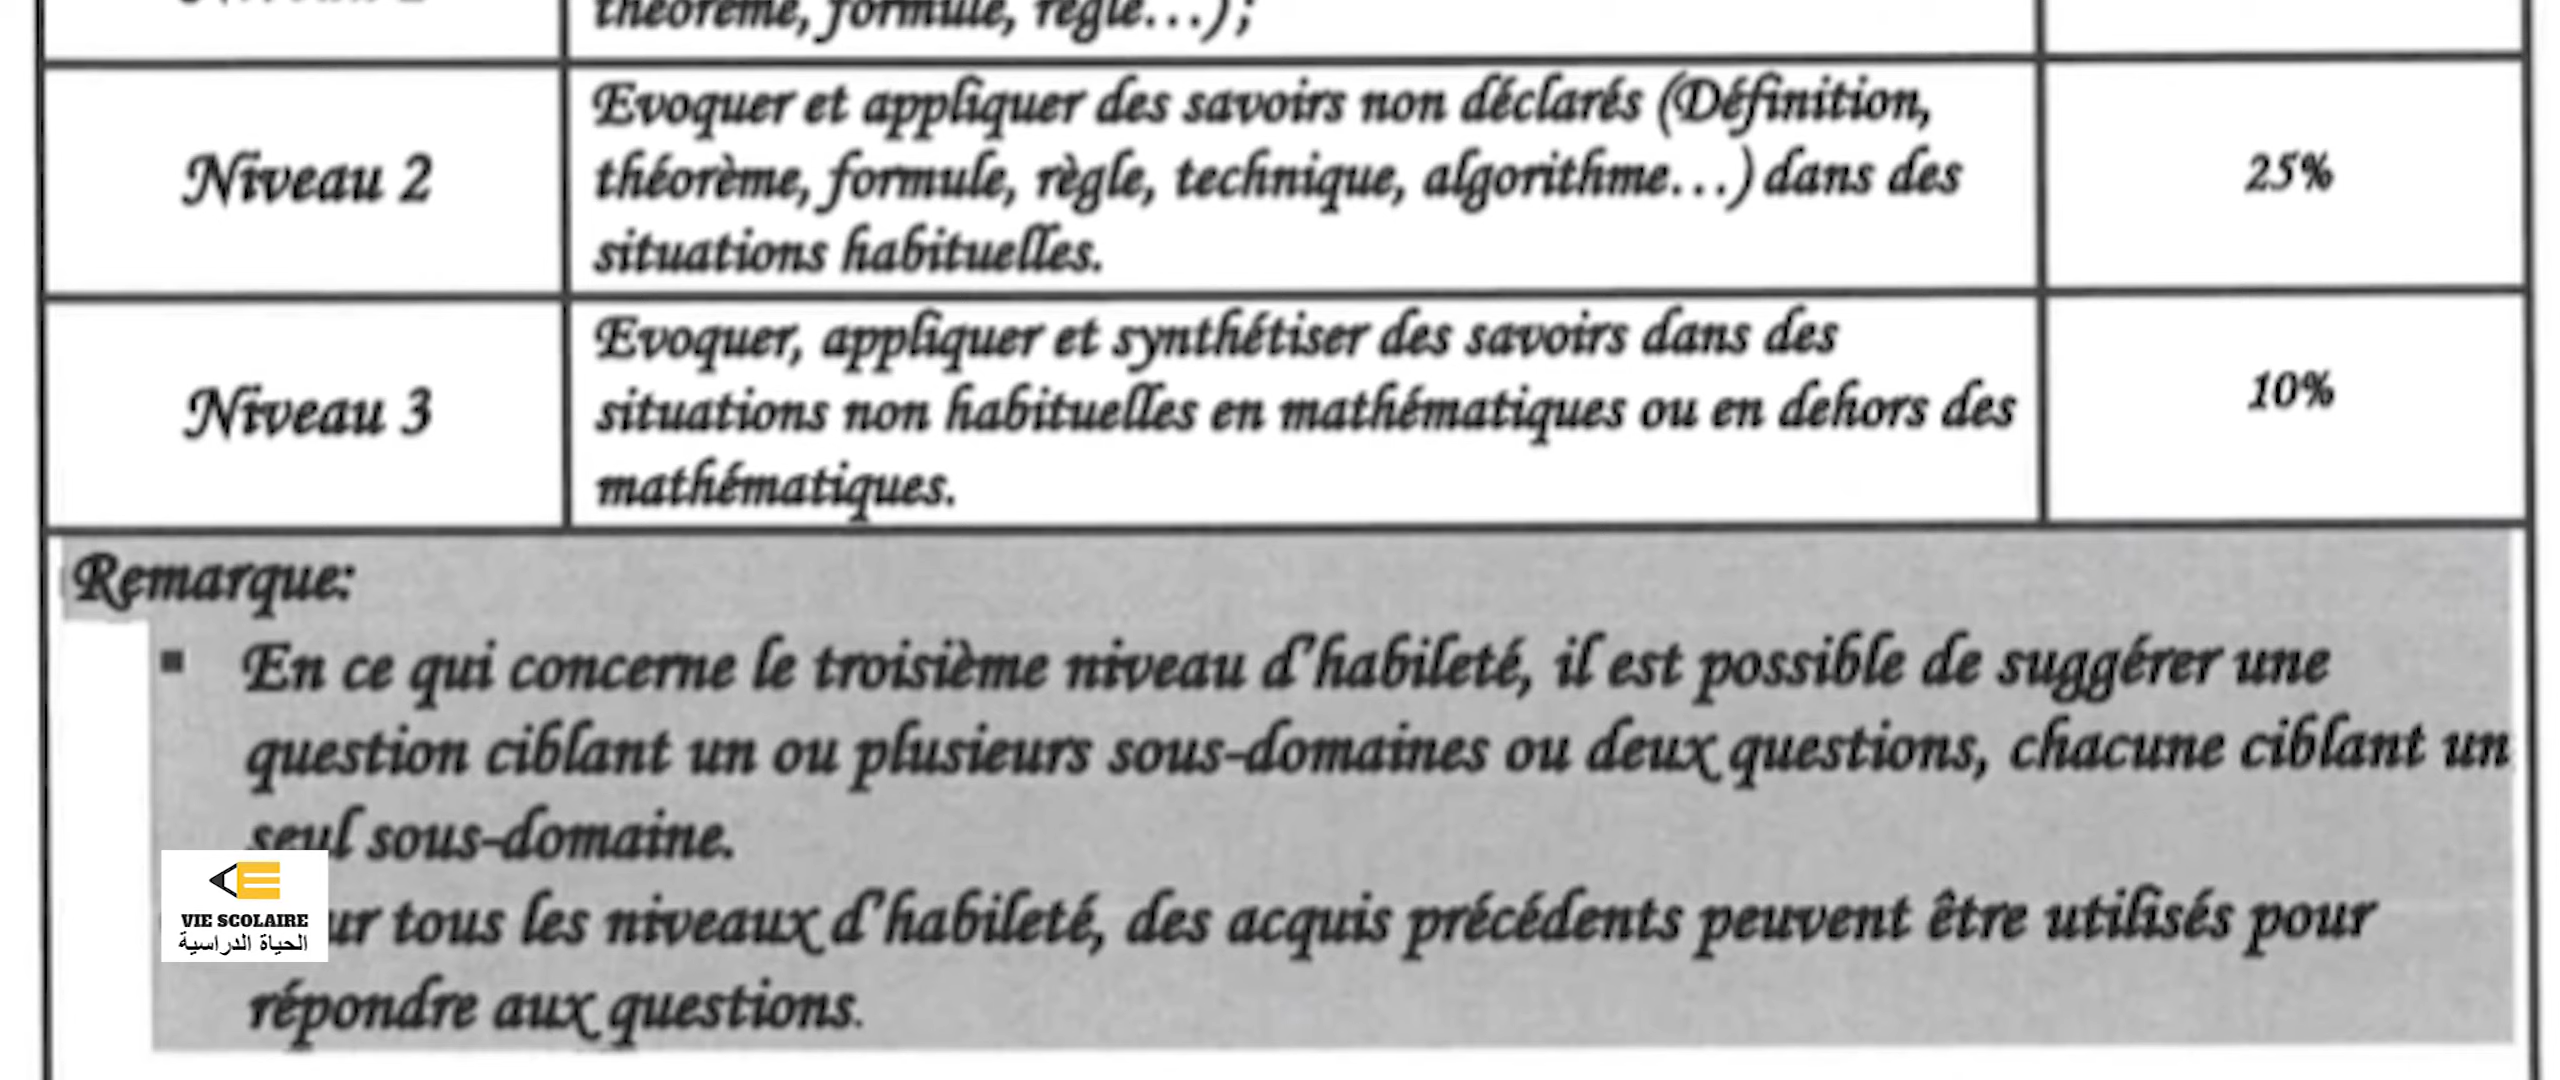 théorème, formule, règle...);
Evoquer et appliquer des savoirs non déclarés (Définition,
Niveau 2
théorème, formule, règle, technique, algorithme...) dans des
25%
situations habituelles.
Evoquer, appliquer et synthétiser des savoirs dans des
Niveau 3
situations non habituelles en mathématiques ou en dehors des
10%
mathématiques.
Remarque:
▪ En ce qui concerne le troisième niveau d'habileté, il est possible de suggérer une
question ciblant un ou plusieurs sous-domaines ou deux questions, chacune ciblant un
seul sous-domaine.
tous les niveaux d'habileté, des acquis précédents peuvent être utilisés pour
répondre aux questions.
VIE SCOLAIRE
الحياة الدراسية